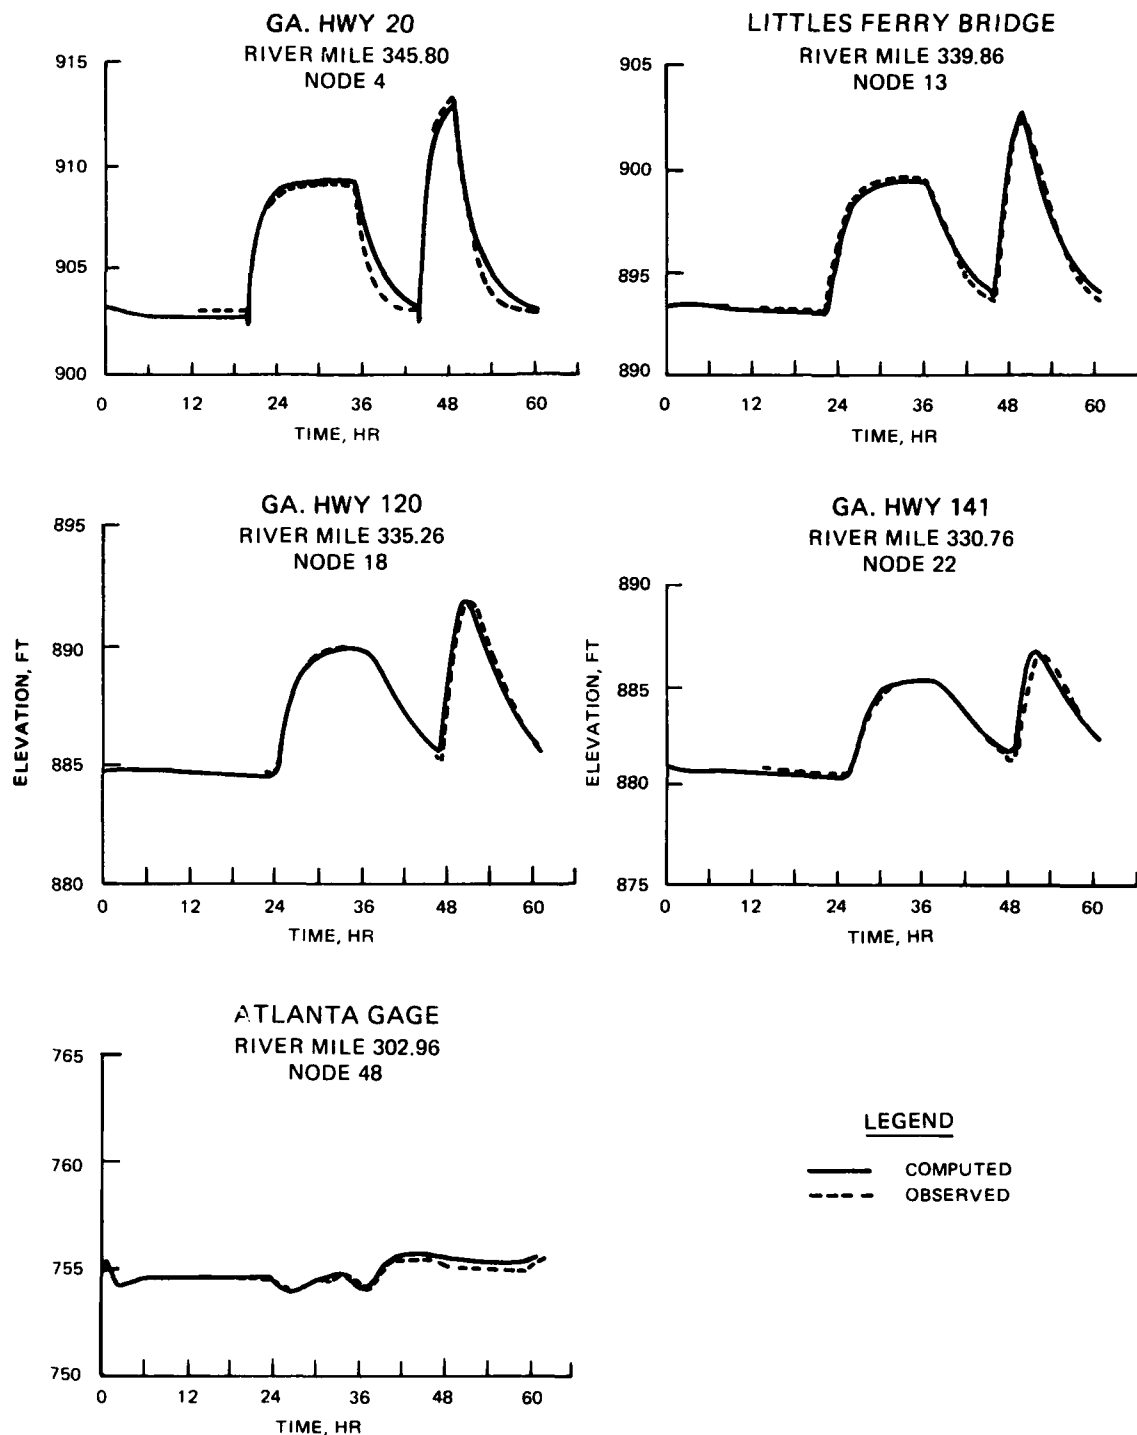 GA. HWY 20
RIVER MILE 345.80
NODE 4
915
910
905
900
0 12 24 36 48 60
TIME, HR
LITTLES FERRY BRIDGE
RIVER MILE 339.86
NODE 13
905
900
895
890
0 12 24 36 48 60
TIME, HR
GA. HWY 120
RIVER MILE 335.26
NODE 18
895
890
885
880
ELEVATION, FT
0 12 24 36 48 60
TIME, HR
GA. HWY 141
RIVER MILE 330.76
NODE 22
890
885
880
875
ELEVATION, FT
0 12 24 36 48 60
TIME, HR
ATLANTA GAGE
RIVER MILE 302.96
NODE 48
765
760
755
750
0 12 24 36 48 60
TIME, HR
LEGEND
COMPUTED
OBSERVED